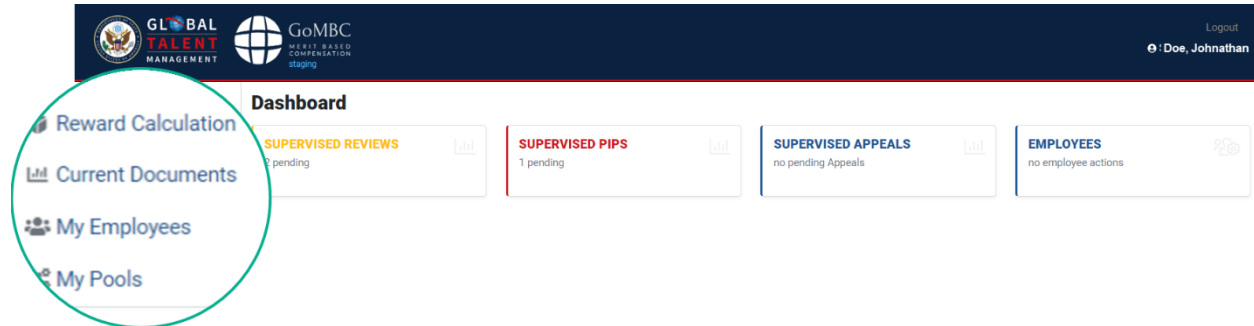 GLOBAL
TALENT
MANAGEMENT
GoMBC
MERIT BASED
COMPENSATION
staging
Logout
: Doe, Johnathan
Reward Calculation
Current Documents
My Employees
My Pools
Dashboard
SUPERVISED REVIEWS
2 pending
SUPERVISED PIPS
1 pending
SUPERVISED APPEALS
no pending Appeals
EMPLOYEES
no employee actions